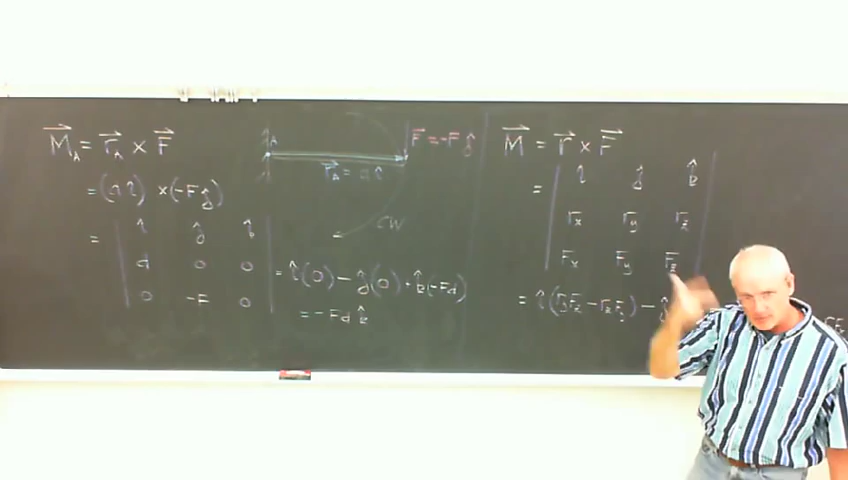 M⃗_A = r⃗_A × F⃗
= (d î) × (-F ĵ)
= | î ĵ k̂ |
| d 0 0 |
| 0 -F 0 |
= î(0) - ĵ(0) + k̂(-Fd)
= -Fd k̂
A
F⃗ = -F ĵ
r⃗_A = d î
CW
M⃗ = r⃗ × F⃗
= | î ĵ k̂ |
| r_x r_y r_z |
| F_x F_y F_z |
= î(r_y F_z - r_z F_y) - ĵ